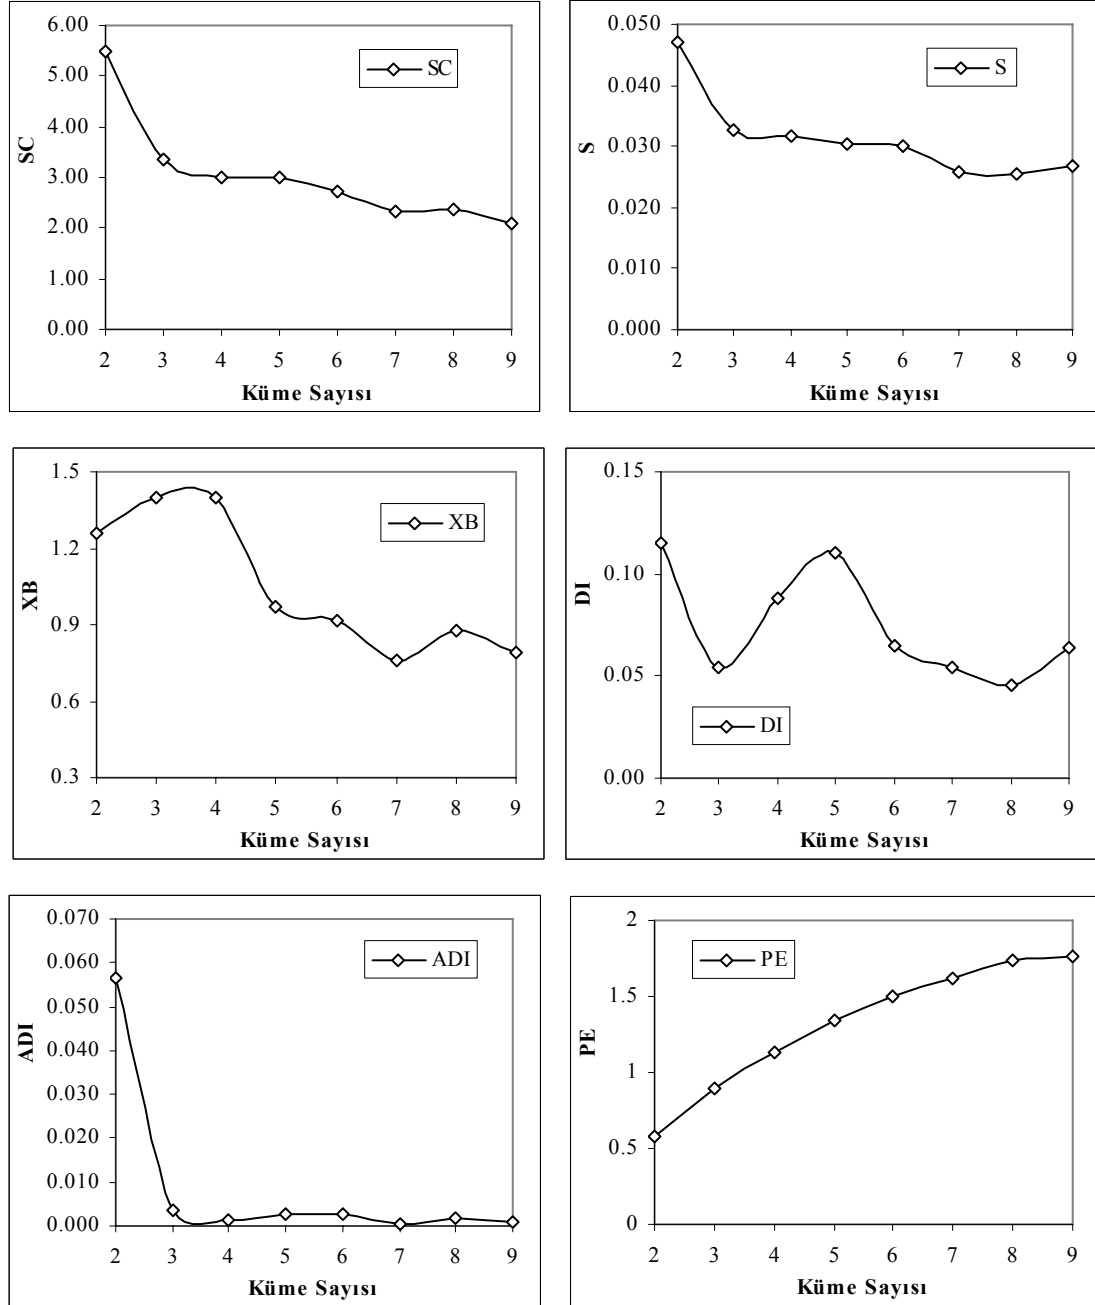 6.00
5.00
4.00
3.00
2.00
1.00
0.00
SC
SC
2 3 4 5 6 7 8 9
Küme Sayısı
0.050
0.040
0.030
0.020
0.010
0.000
S
S
2 3 4 5 6 7 8 9
Küme Sayısı
1.5
1.2
0.9
0.6
0.3
XB
XB
2 3 4 5 6 7 8 9
Küme Sayısı
0.15
0.10
0.05
0.00
DI
DI
2 3 4 5 6 7 8 9
Küme Sayısı
0.070
0.060
0.050
0.040
0.030
0.020
0.010
0.000
ADI
ADI
2 3 4 5 6 7 8 9
Küme Sayısı
2
1.5
1
0.5
0
PE
PE
2 3 4 5 6 7 8 9
Küme Sayısı